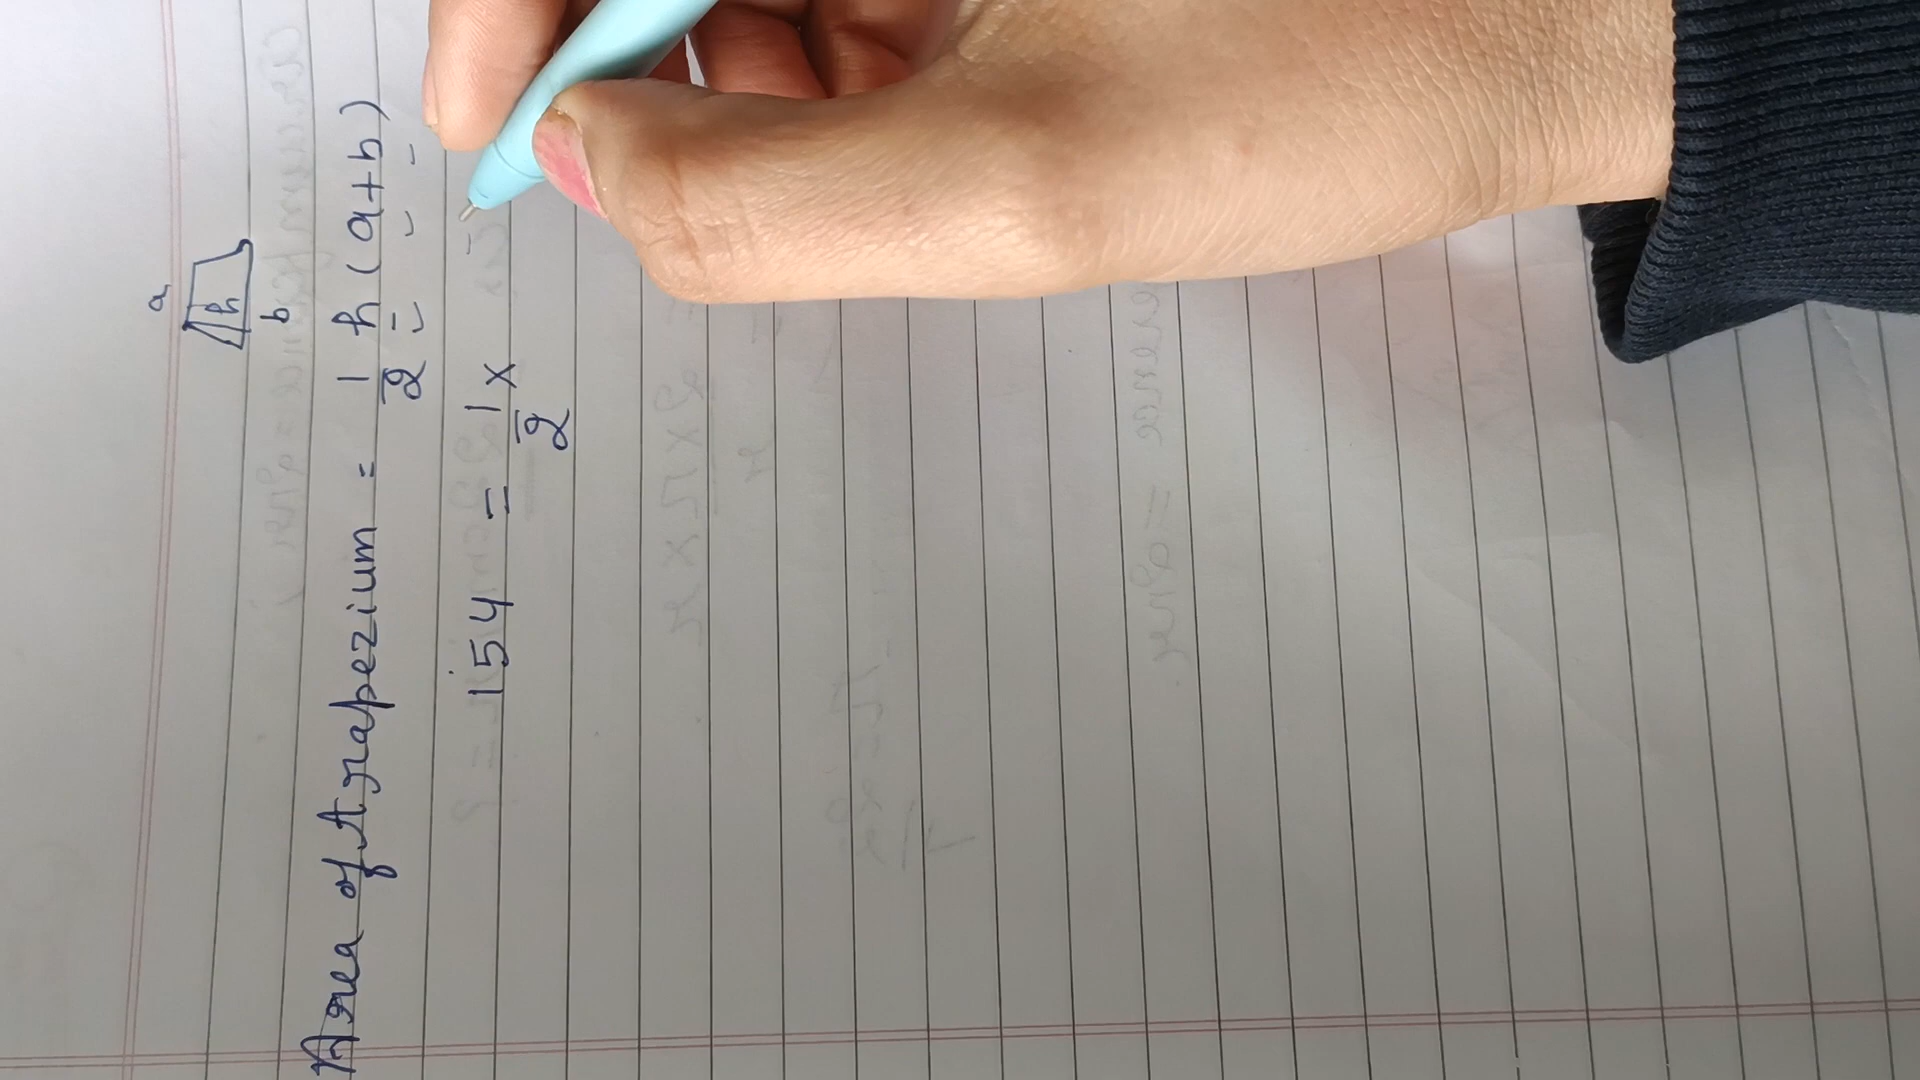 a
h
b
Area of trapezium = 1/2 h (a+b)
154 = 1/2 x